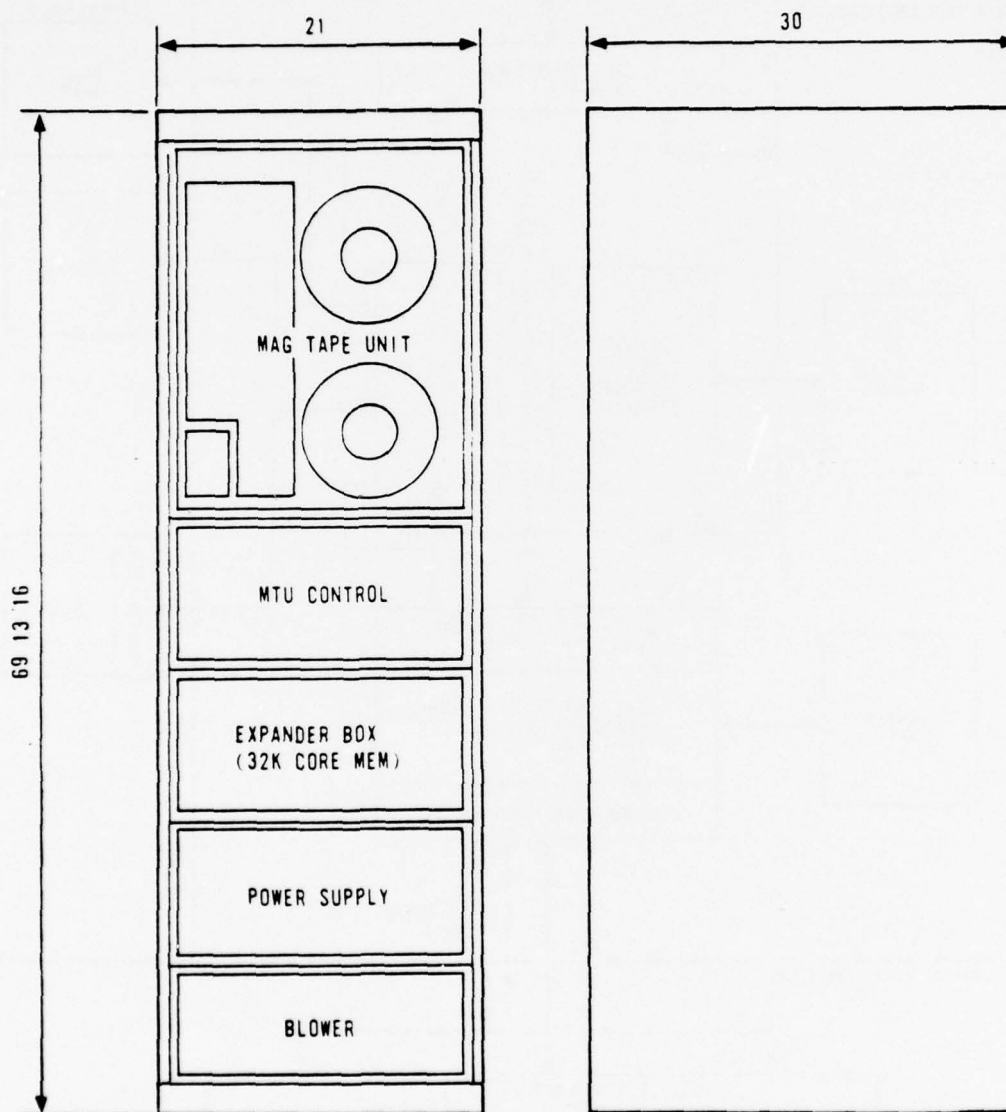 21
30
MAG TAPE UNIT
MTU CONTROL
69 13 16
EXPANDER BOX
(32K CORE MEM)
POWER SUPPLY
BLOWER